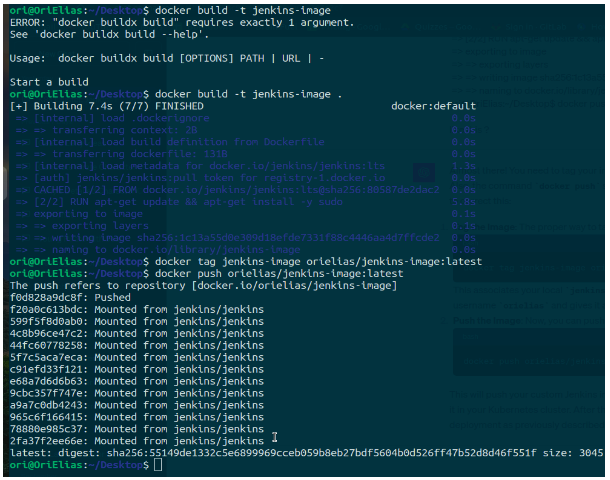 ori@OriElias:~/Desktop$ docker build -t jenkins-image
ERROR: "docker buildx build" requires exactly 1 argument.
See 'docker buildx build --help'.
Usage:  docker buildx build [OPTIONS] PATH | URL | -
Start a build
ori@OriElias:~/Desktop$ docker build -t jenkins-image .
[+] Building 7.4s (7/7) FINISHED docker:default
=> [internal] load .dockerignore 0.0s
=> => transferring context: 2B 0.0s
=> [internal] load build definition from Dockerfile 0.0s
=> => transferring dockerfile: 131B 0.0s
=> [internal] load metadata for docker.io/jenkins/jenkins:lts 1.3s
=> [auth] jenkins/jenkins:pull token for registry-1.docker.io 0.0s
=> CACHED [1/2] FROM docker.io/jenkins/jenkins:lts@sha256:80587de2dac2 0.0s
=> [2/2] RUN apt-get update && apt-get install -y sudo 5.8s
=> exporting to image 0.1s
=> => exporting layers 0.1s
=> => writing image 0.0s
=> => naming to docker.io/library/jenkins-image 0.0s
ori@OriElias:~/Desktop$ docker tag jenkins-image orielias/jenkins-image:latest
ori@OriElias:~/Desktop$ docker push orielias/jenkins-image:latest
The push refers to repository [docker.io/orielias/jenkins-image]
f0d828a9dc8f: Pushed
f20a0c613bdc: Mounted from jenkins/jenkins
599f5f8d0ab0: Mounted from jenkins/jenkins
4c8b96ce47c2: Mounted from jenkins/jenkins
44fc60778258: Mounted from jenkins/jenkins
5f7c5aca7eca: Mounted from jenkins/jenkins
c91efd33f121: Mounted from jenkins/jenkins
e68a7d6d6b63: Mounted from jenkins/jenkins
9cbc357f747e: Mounted from jenkins/jenkins
a9a7c0db4243: Mounted from jenkins/jenkins
965c6f166415: Mounted from jenkins/jenkins
78880e985c37: Mounted from jenkins/jenkins
2fa37f2ee66e: Mounted from jenkins/jenkins
latest: digest: sha256:55149de1332c5e6899969cceb059b8eb27bdf5604b0d526ff47b52d8d46f551f size: 3045
ori@OriElias:~/Desktop$